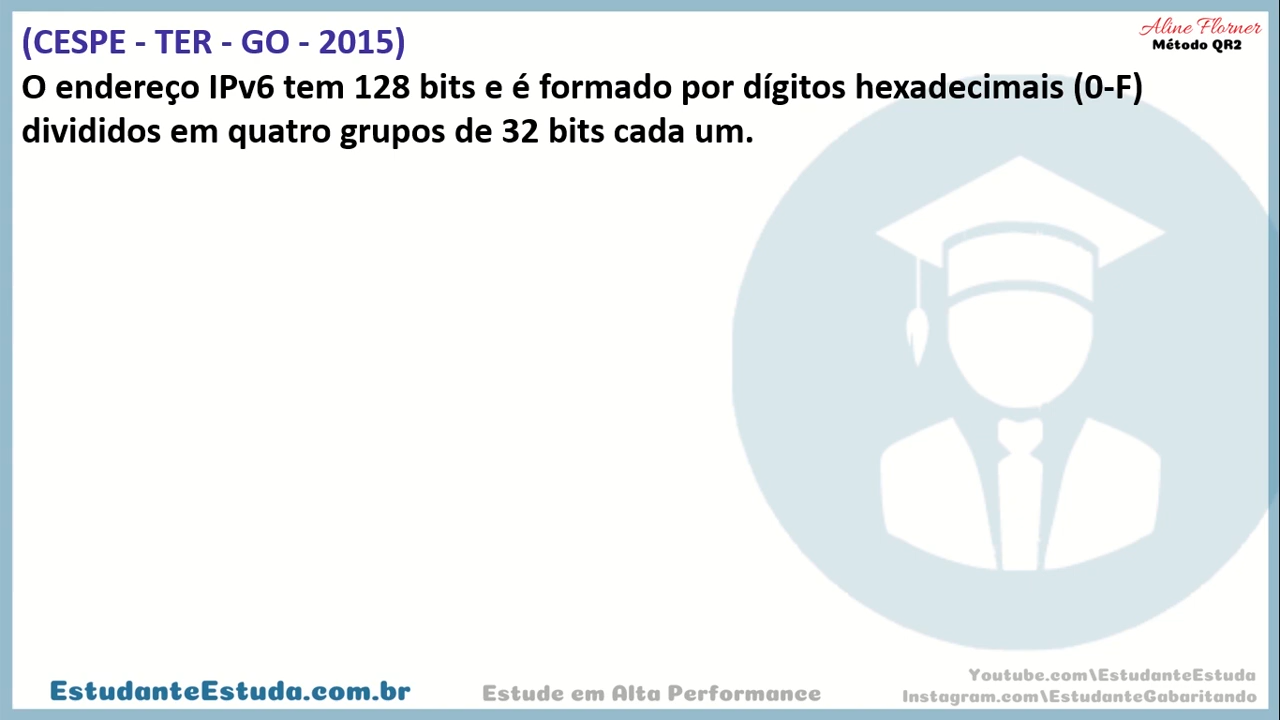 (CESPE - TER - GO - 2015)
Aline Florner
Método QR2
O endereço IPv6 tem 128 bits e é formado por dígitos hexadecimais (0-F)
divididos em quatro grupos de 32 bits cada um.
EstudanteEstuda.com.br
Estude em Alta Performance
Youtube.com\EstudanteEstuda
Instagram.com\EstudanteGabaritando